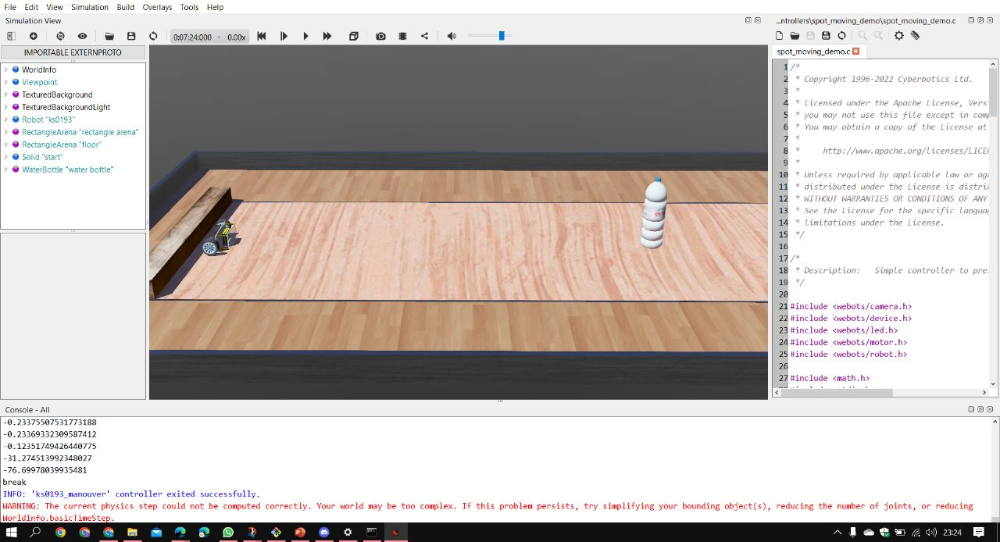 File Edit View Simulation Build Overlays Tools Help
Simulation View
...ntrollers\spot_moving_demo\spot_moving_demo.c
0:07:24:000 - 0.00x
IMPORTABLE EXTERNPROTO
WorldInfo
Viewpoint
TexturedBackground
TexturedBackgroundLight
Robot "ks0193"
RectangleArena "rectangle arena"
RectangleArena "floor"
Solid "start"
WaterBottle "water bottle"
spot_moving_demo.c
1 /*
2 * Copyright 1996-2022 Cyberbotics Ltd.
3 *
4 * Licensed under the Apache License, Vers
5 * you may not use this file except in comp
6 * You may obtain a copy of the License at
7 *
8 * http://www.apache.org/licenses/LICEN
9 *
10 * Unless required by applicable law or agr
11 * distributed under the License is distrib
12 * WITHOUT WARRANTIES OR CONDITIONS OF ANY
13 * See the License for the specific languag
14 * limitations under the License.
15 */
16
17 /*
18 * Description: Simple controller to pres
19 */
20
21 #include <webots/camera.h>
22 #include <webots/device.h>
23 #include <webots/led.h>
24 #include <webots/motor.h>
25 #include <webots/robot.h>
26
27 #include <math.h>
Console - All
-0.23375507531773188
-0.23369332309587412
-0.12351749426440775
-31.274513992348027
-76.69978039935481
break
INFO: 'ks0193_manouver' controller exited successfully.
WARNING: The current physics step could not be computed correctly. Your world may be too complex. If this problem persists, try simplifying your bounding object(s), reducing the number of joints, or reducing
WorldInfo.basicTimeStep.
23:24